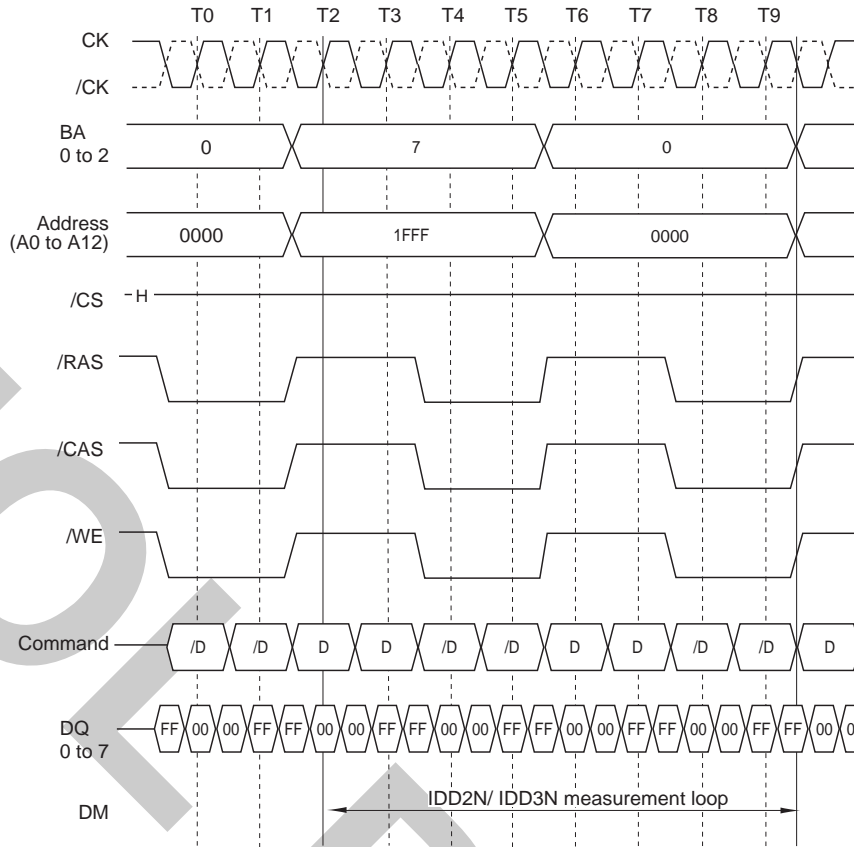 T0 T1 T2 T3 T4 T5 T6 T7 T8 T9
CK
/CK
BA
0 to 2
0 7 0
Address
(A0 to A12)
0000 1FFF 0000
/CS H
/RAS
/CAS
/WE
Command /D /D D D /D /D D D /D /D D
DQ
0 to 7
FF 00 00 FF FF 00 00 FF FF 00 00 FF FF 00 00 FF FF 00 00 FF FF 00 0
DM
IDD2N/ IDD3N measurement loop